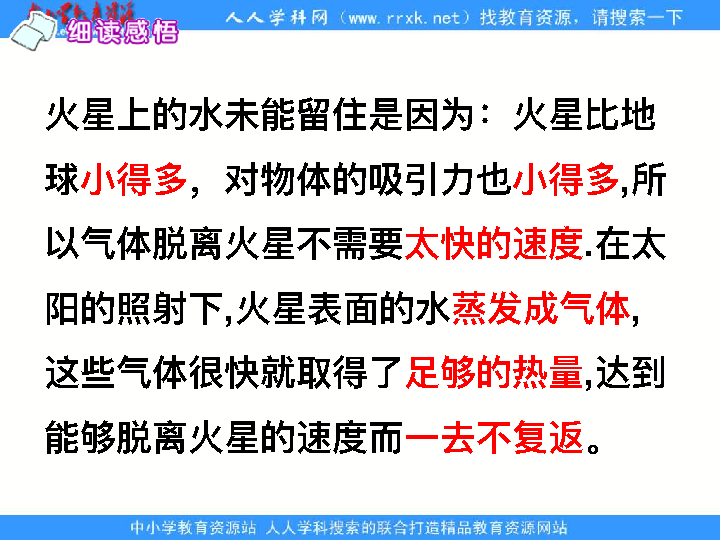 人人学科网（www.rrxk.net）找教育资源，请搜索一下
细读感悟
火星上的水未能留住是因为：火星比地
球小得多，对物体的吸引力也小得多,所
以气体脱离火星不需要太快的速度.在太
阳的照射下,火星表面的水蒸发成气体,
这些气体很快就取得了足够的热量,达到
能够脱离火星的速度而一去不复返。
中小学教育资源站 人人学科搜索的联合打造精品教育资源网站